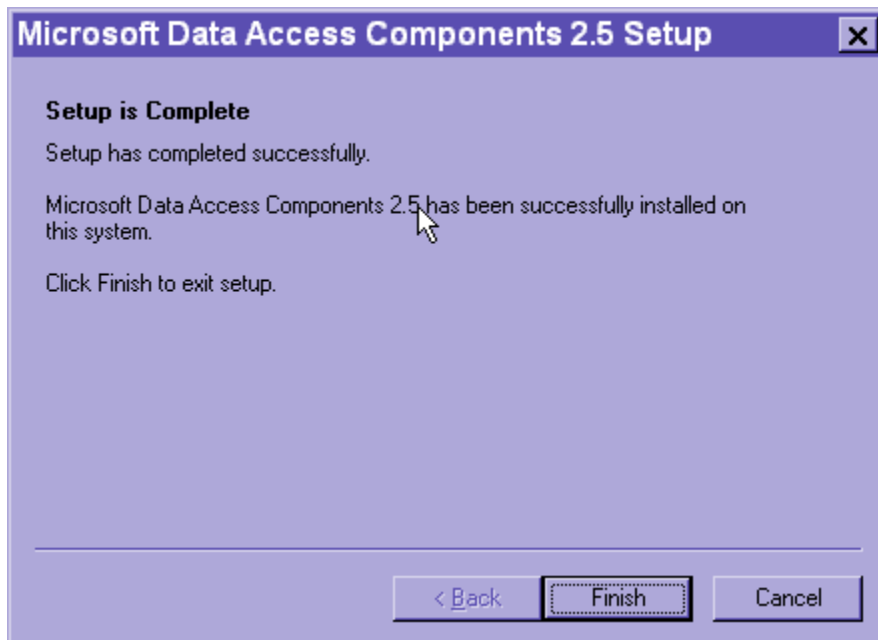 Microsoft Data Access Components 2.5 Setup
Setup is Complete
Setup has completed successfully.
Microsoft Data Access Components 2.5 has been successfully installed on
this system.
Click Finish to exit setup.
< Back
Finish
Cancel